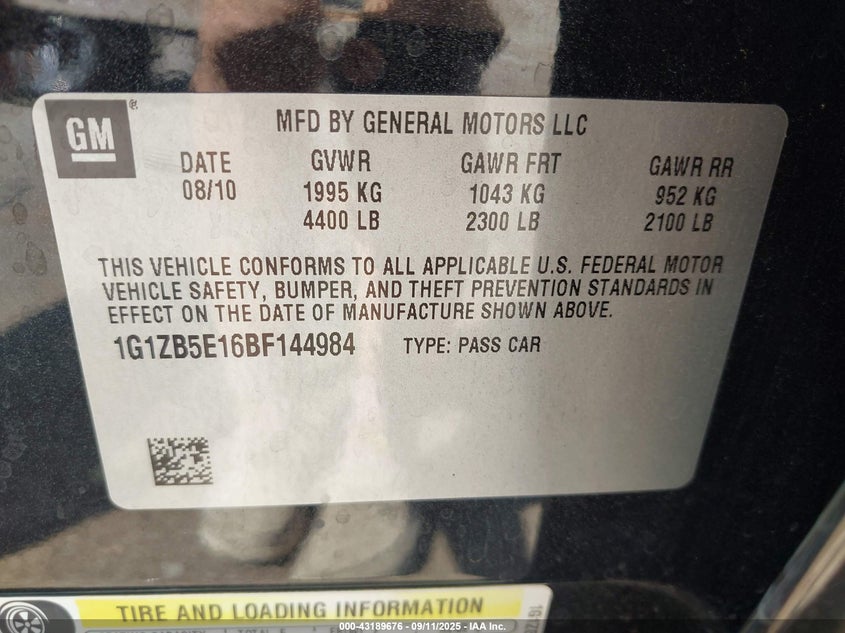 GM ®
MFD BY GENERAL MOTORS LLC
DATE GVWR GAWR FRT GAWR RR
08/10 1995 KG 1043 KG 952 KG
4400 LB 2300 LB 2100 LB
THIS VEHICLE CONFORMS TO ALL APPLICABLE U.S. FEDERAL MOTOR
VEHICLE SAFETY, BUMPER, AND THEFT PREVENTION STANDARDS IN
EFFECT ON THE DATE OF MANUFACTURE SHOWN ABOVE.
1G1ZB5E16BF144984 TYPE: PASS CAR
TIRE AND LOADING INFORMATION
000-43189676 - 09/11/2025 - IAA Inc.